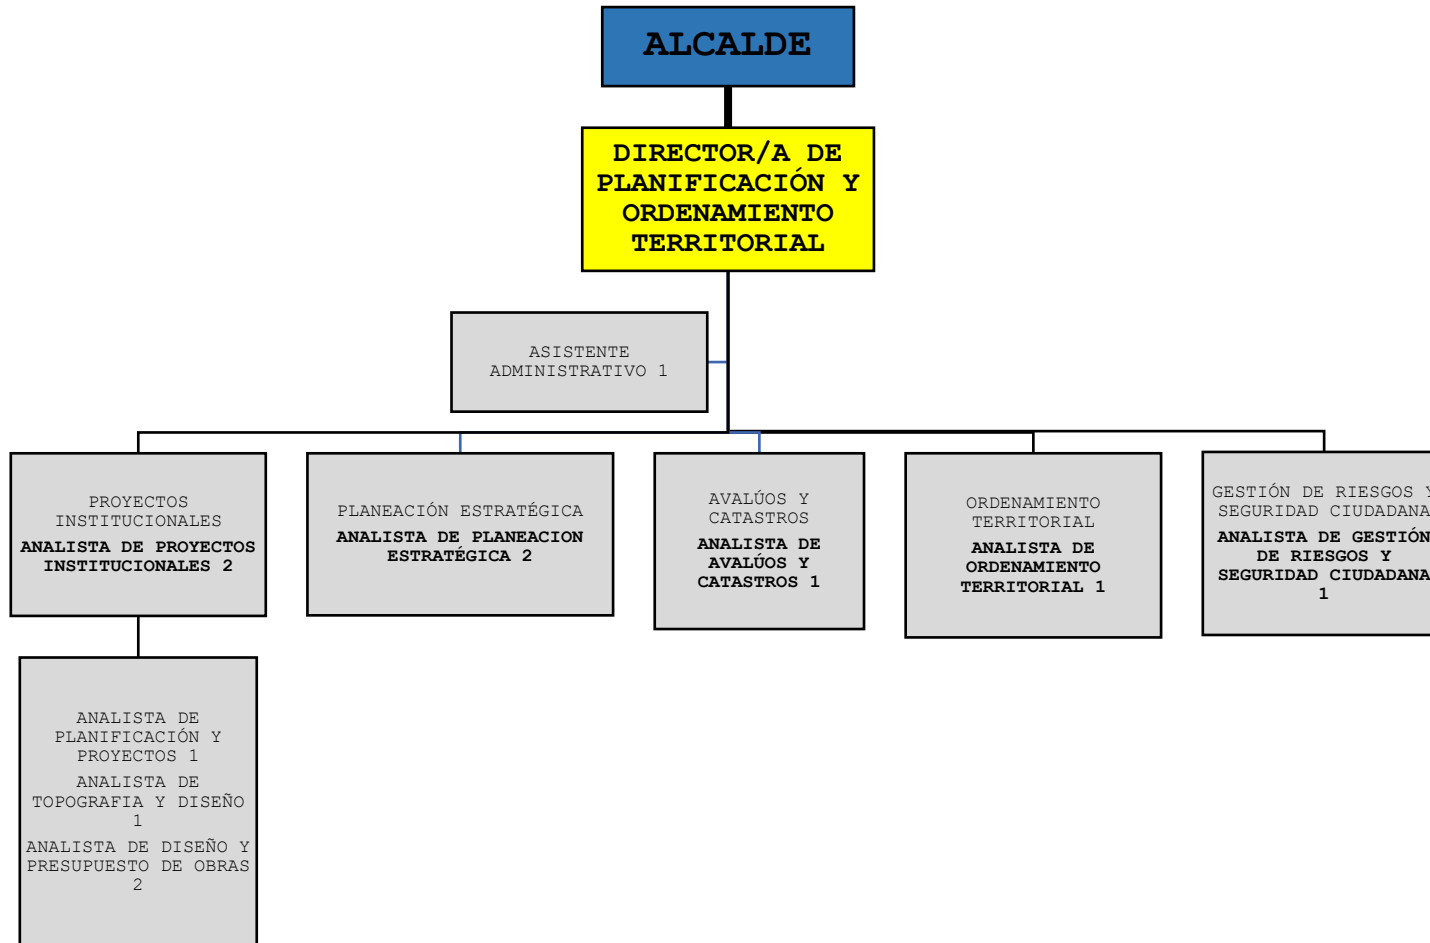 ALCALDE
DIRECTOR/A DE
PLANIFICACIÓN Y
ORDENAMIENTO
TERRITORIAL
ASISTENTE
ADMINISTRATIVO 1
PROYECTOS
INSTITUCIONALES
ANALISTA DE PROYECTOS
INSTITUCIONALES 2
PLANEACIÓN ESTRATÉGICA
ANALISTA DE PLANEACION
ESTRATÉGICA 2
AVALÚOS Y
CATASTROS
ANALISTA DE
AVALÚOS Y
CATASTROS 1
ORDENAMIENTO
TERRITORIAL
ANALISTA DE
ORDENAMIENTO
TERRITORIAL 1
GESTIÓN DE RIESGOS Y
SEGURIDAD CIUDADANA
ANALISTA DE GESTIÓN
DE RIESGOS Y
SEGURIDAD CIUDADANA
1
ANALISTA DE
PLANIFICACIÓN Y
PROYECTOS 1
ANALISTA DE
TOPOGRAFIA Y DISEÑO
1
ANALISTA DE DISEÑO Y
PRESUPUESTO DE OBRAS
2